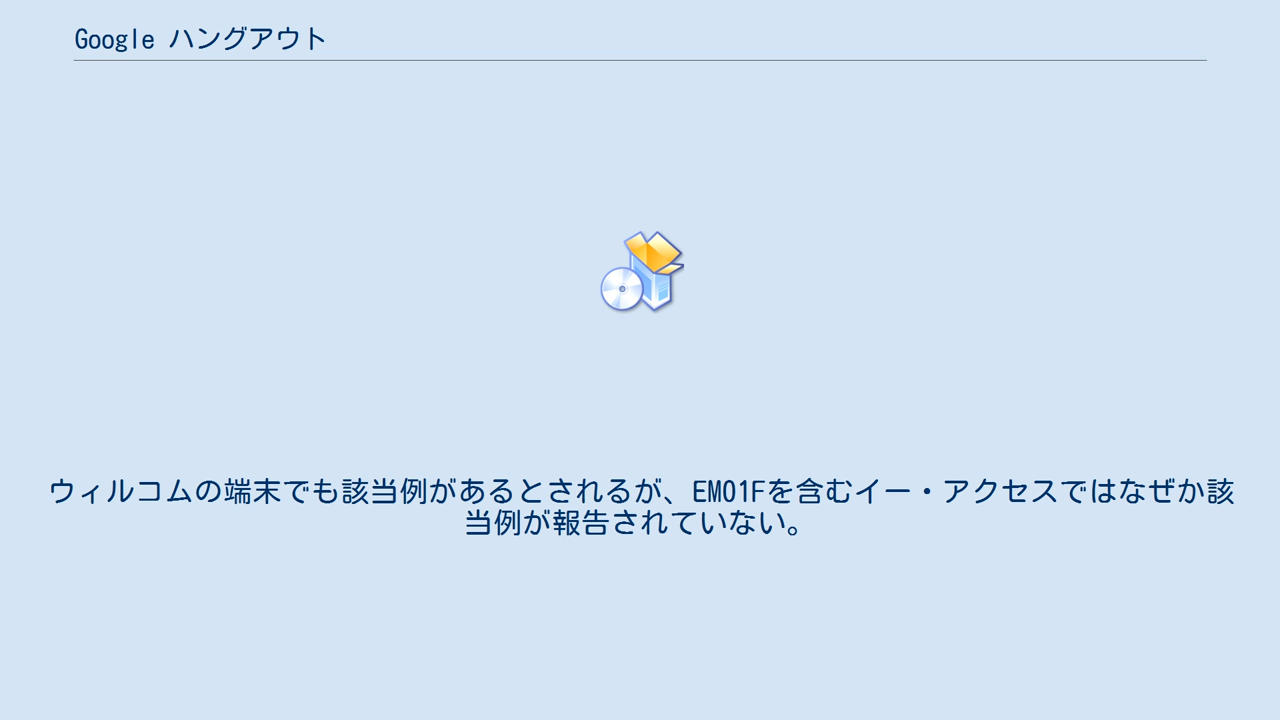 Google ハングアウト
ウィルコムの端末でも該当例があるとされるが、EM01Fを含むイー・アクセスではなぜか該
当例が報告されていない。